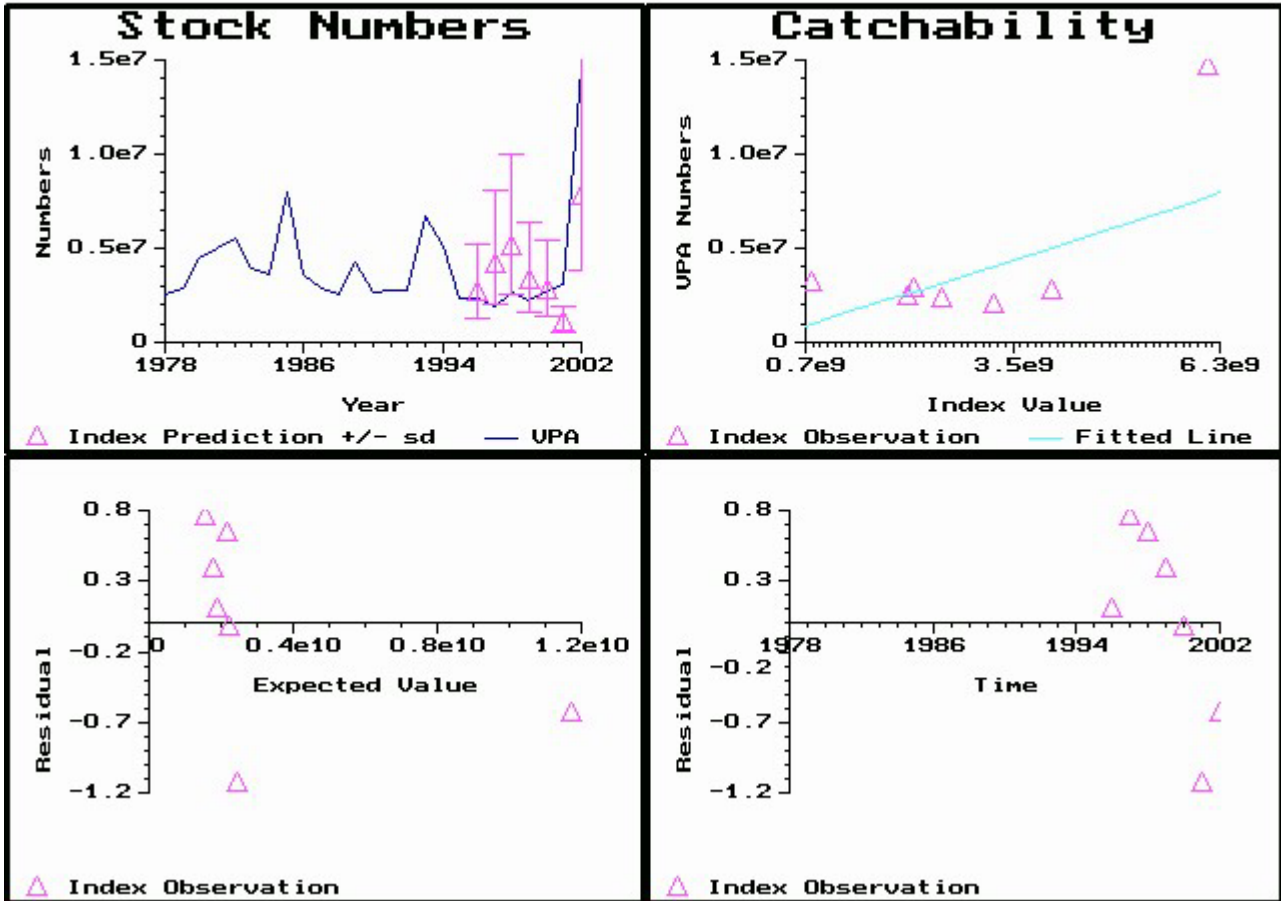 Stock Numbers
1.5e7
1.0e7
0.5e7
0
Numbers
1978 1986 1994 2002
Year
Index Prediction +/- sd VPA
Catchability
1.5e7
1.0e7
0.5e7
0
VPA Numbers
0.7e9 3.5e9 6.3e9
Index Value
Index Observation Fitted Line
0.8
0.3
-0.2
-0.7
-1.2
Residual
0 0.4e10 0.8e10 1.2e10
Expected Value
Index Observation
0.8
0.3
-0.2
-0.7
-1.2
Residual
1978 1986 1994 2002
Time
Index Observation